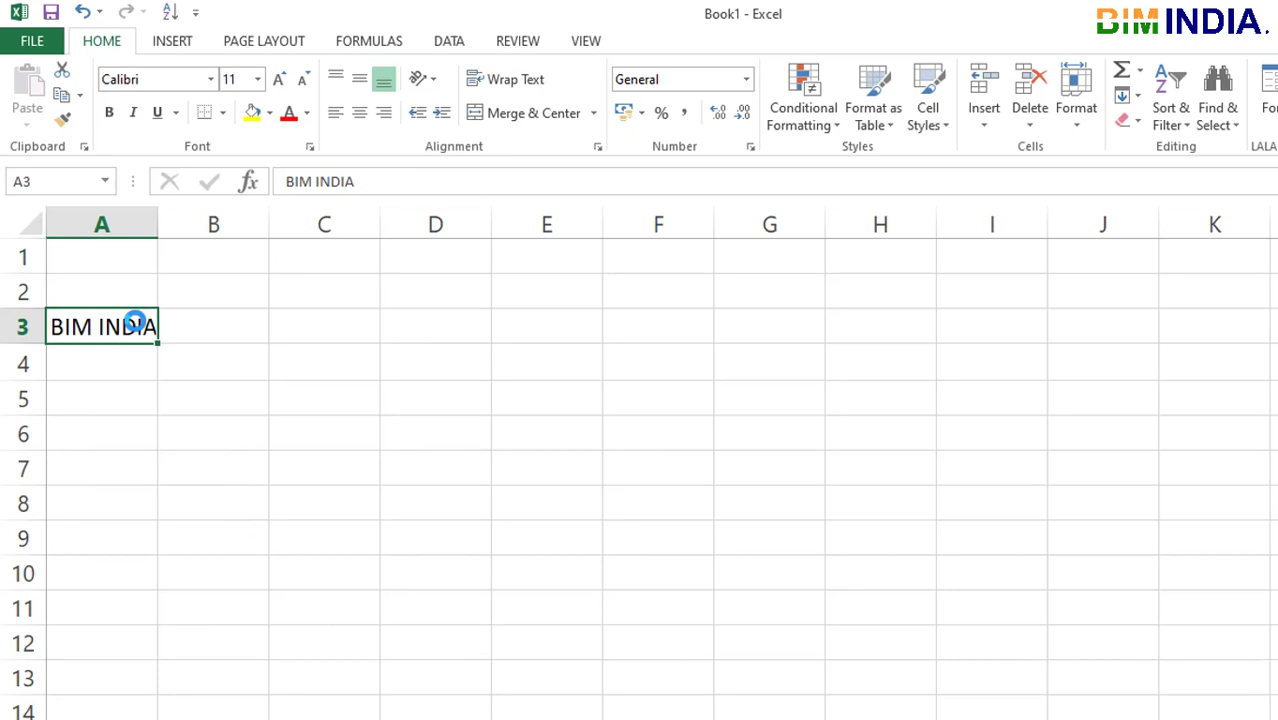 Book1 - Excel
BIM INDIA.
FILE HOME INSERT PAGE LAYOUT FORMULAS DATA REVIEW VIEW
Paste
Calibri 11
B I U A
Wrap Text
Merge & Center
General
%
Conditional Formatting
Format as Table
Cell Styles
Insert
Delete
Format
Sort & Filter
Find & Select
Clipboard Font Alignment Number Styles Cells Editing LALA
A3 fx BIM INDIA
A B C D E F G H I J K
1
2
3 BIM INDIA
4
5
6
7
8
9
10
11
12
13
14